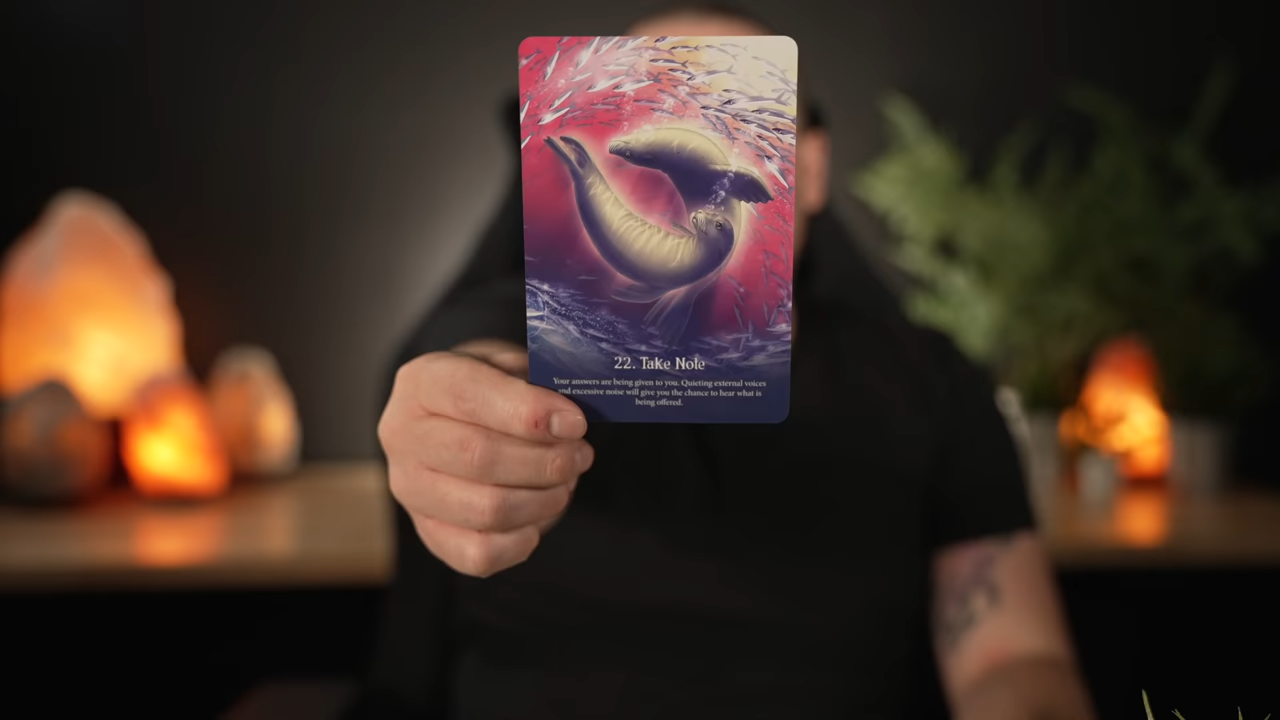 22. Take Note
Your answers are being given to you. Quieting external voices
and excessive noise will give you the chance to hear what is
being offered.